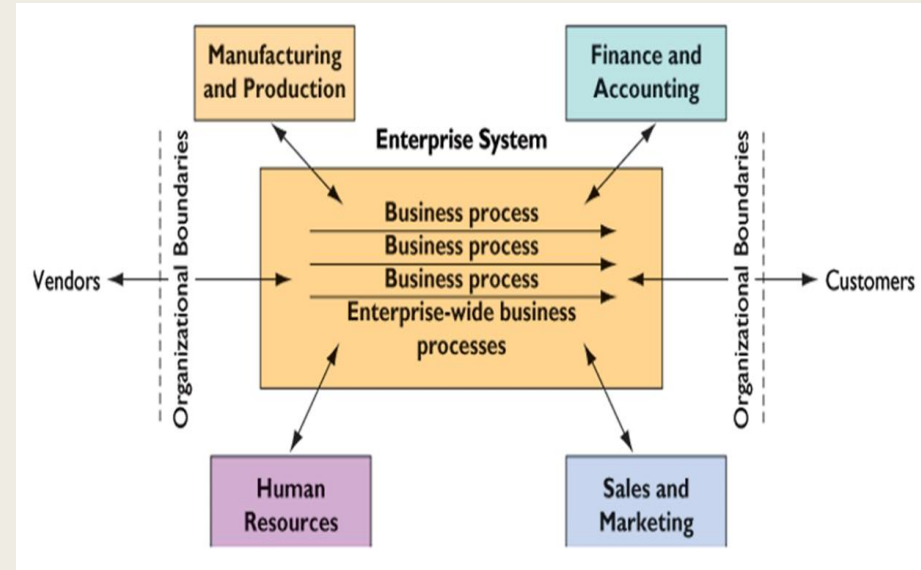 Manufacturing
and Production
Finance and
Accounting
Enterprise System
Organizational Boundaries
Organizational Boundaries
Business process
Business process
Business process
Enterprise-wide business
processes
Vendors
Customers
Human
Resources
Sales and
Marketing